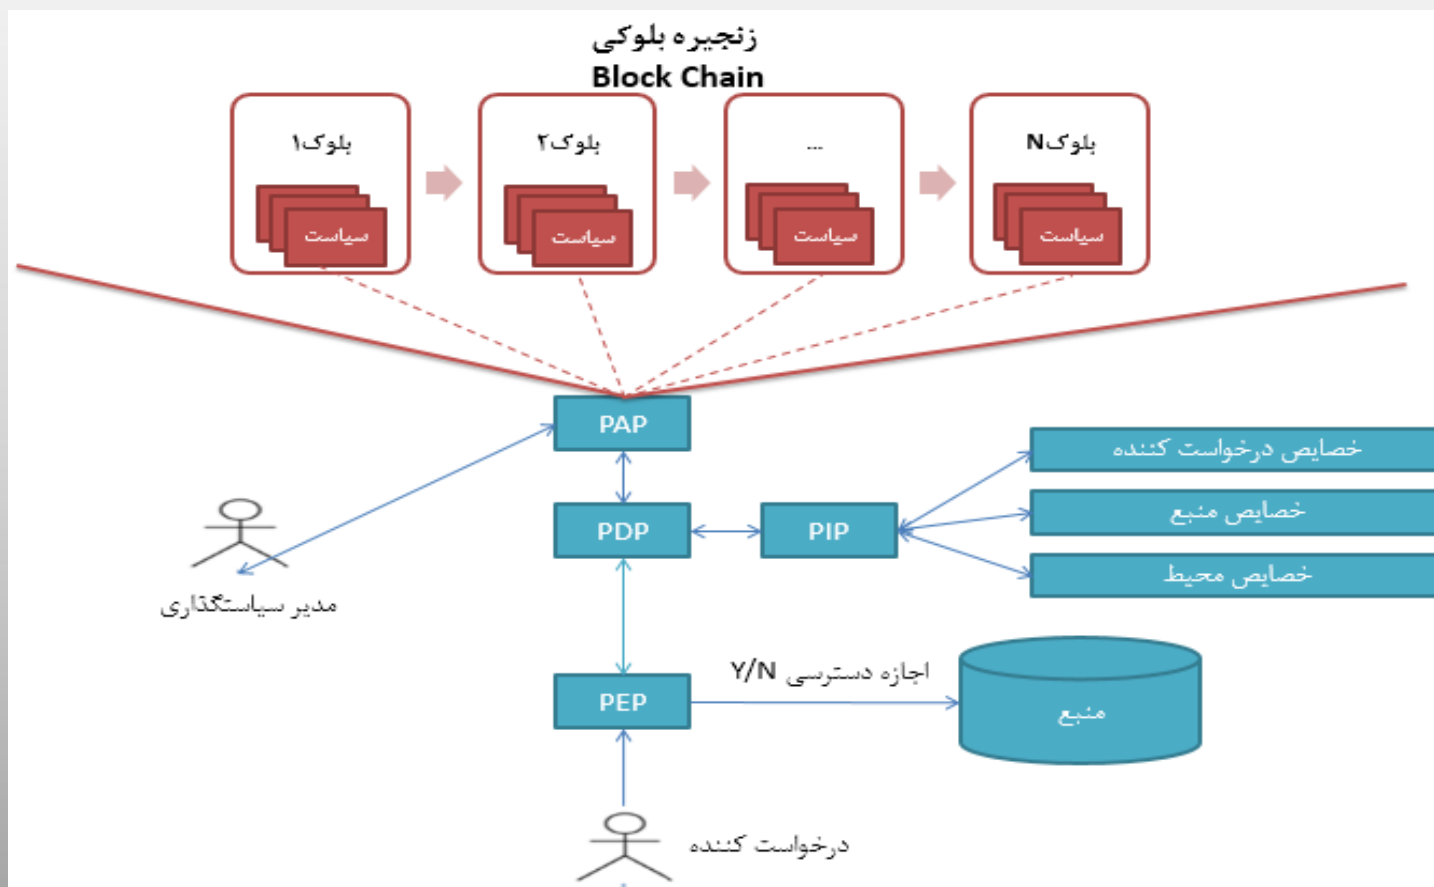 زنجیره بلوکی
Block Chain
بلوک۱
بلوک۲
...
بلوکN
سیاست
سیاست
سیاست
سیاست
PAP
خصایص درخواست کننده
PDP
PIP
خصایص منبع
خصایص محیط
مدیر سیاستگذاری
PEP
اجازه دسترسی Y/N
منبع
درخواست کننده